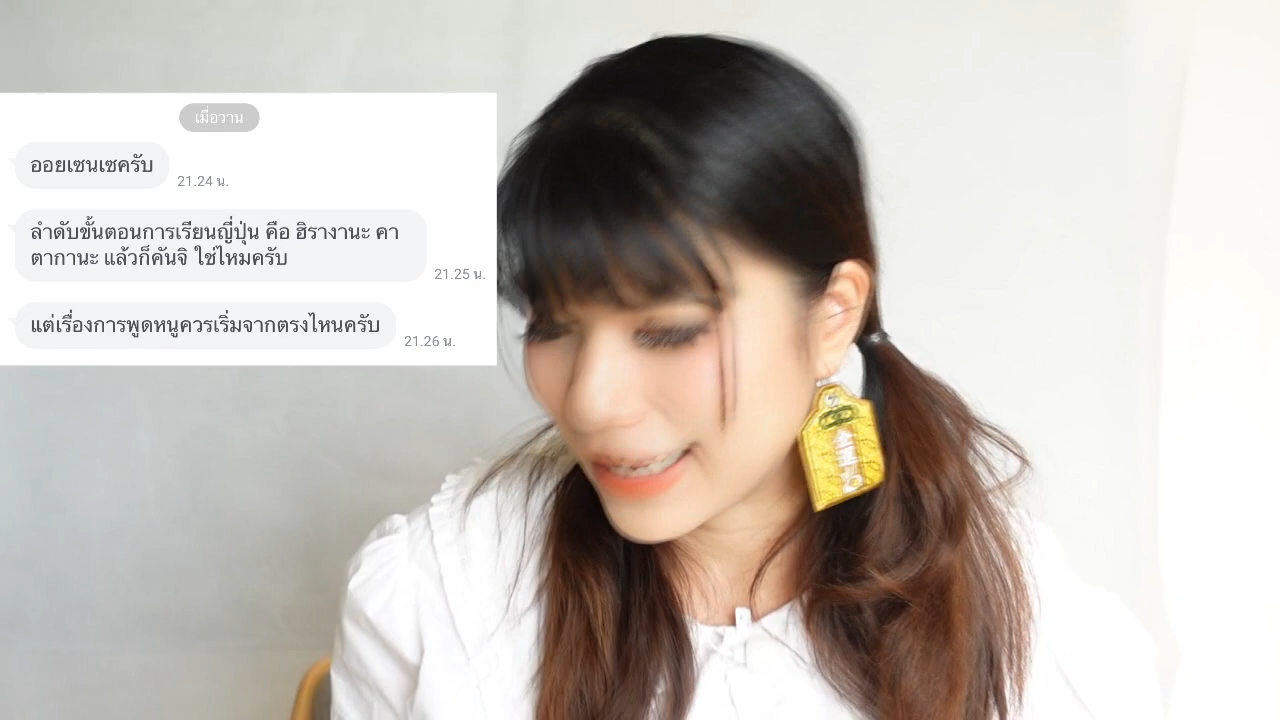 เมื่อวาน
ออยเซนเซครับ
21.24 น.
ลำดับขั้นตอนการเรียนญี่ปุ่น คือ ฮิรางานะ คา
ตากานะ แล้วก็คันจิ ใช่ไหมครับ
21.25 น.
แต่เรื่องการพูดหนูควรเริ่มจากตรงไหนครับ
21.26 น.